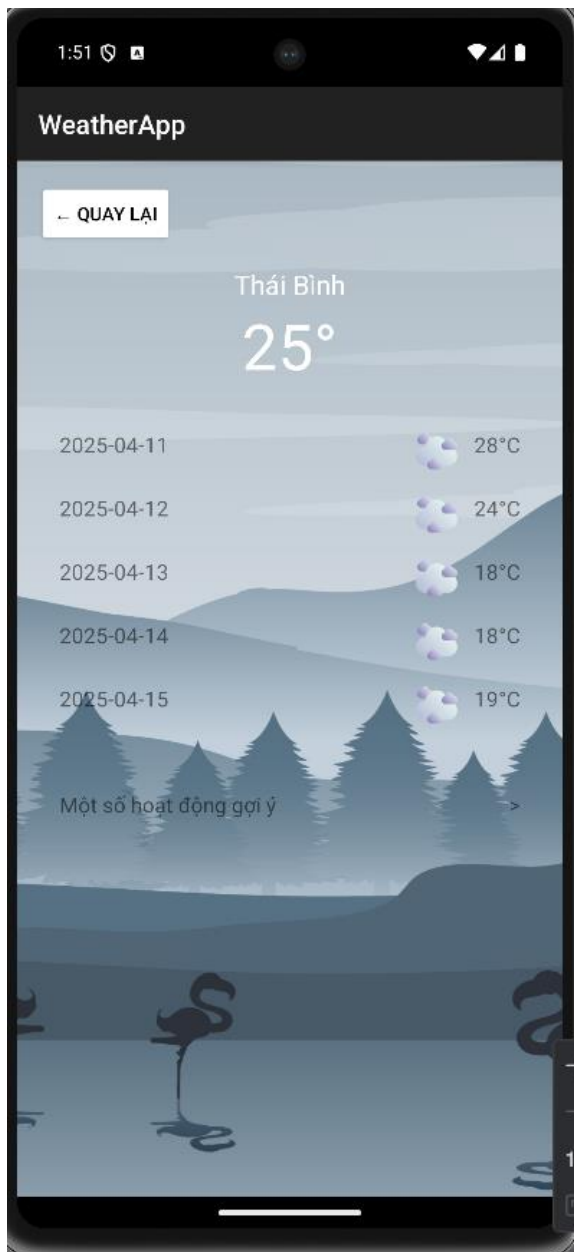 1:51
WeatherApp
← QUAY LẠI
Thái Bình
25°
2025-04-11 28°C
2025-04-12 24°C
2025-04-13 18°C
2025-04-14 18°C
2025-04-15 19°C
Một số hoạt động gợi ý >